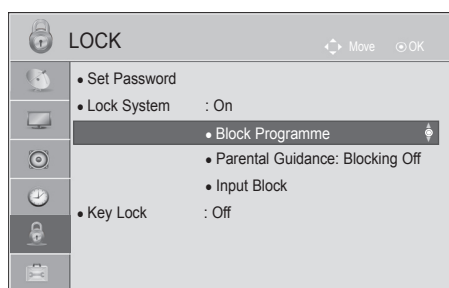 LOCK
Move OK
• Set Password
• Lock System : On
• Block Programme
• Parental Guidance: Blocking Off
• Input Block
• Key Lock : Off